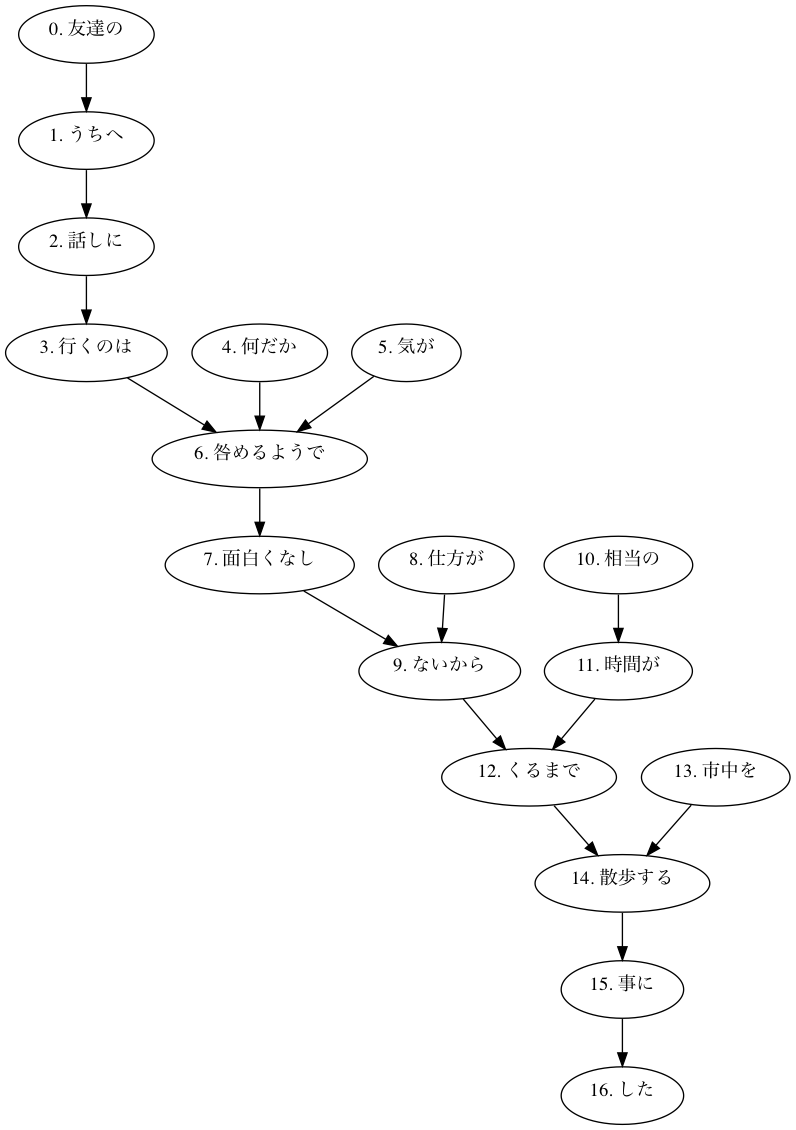 0. 友達の
1. うちへ
2. 話しに
3. 行くのは
4. 何だか
5. 気が
6. 咎めるようで
7. 面白くなし
8. 仕方が
9. ないから
10. 相当の
11. 時間が
12. くるまで
13. 市中を
14. 散歩する
15. 事に
16. した